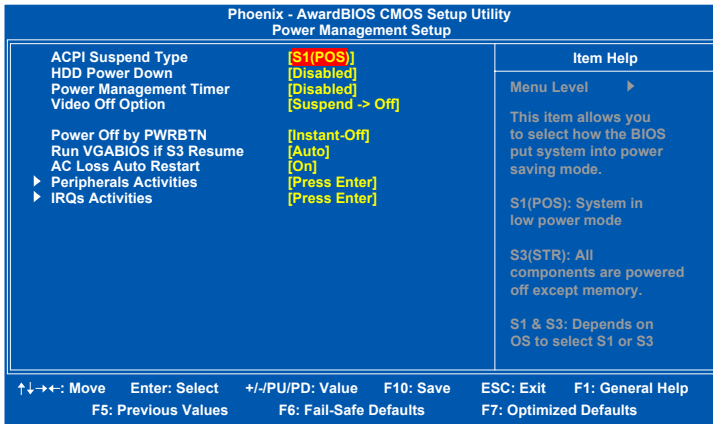 Phoenix - AwardBIOS CMOS Setup Utility
Power Management Setup
ACPI Suspend Type [S1(POS)]
HDD Power Down [Disabled]
Power Management Timer [Disabled]
Video Off Option [Suspend -> Off]
Power Off by PWRBTN [Instant-Off]
Run VGABIOS if S3 Resume [Auto]
AC Loss Auto Restart [On]
Peripherals Activities [Press Enter]
IRQs Activities [Press Enter]
Item Help
Menu Level
This item allows you
to select how the BIOS
put system into power
saving mode.
S1(POS): System in
low power mode
S3(STR): All
components are powered
off except memory.
S1 & S3: Depends on
OS to select S1 or S3
↑↓→←: Move Enter: Select +/-/PU/PD: Value F10: Save ESC: Exit F1: General Help
F5: Previous Values F6: Fail-Safe Defaults F7: Optimized Defaults